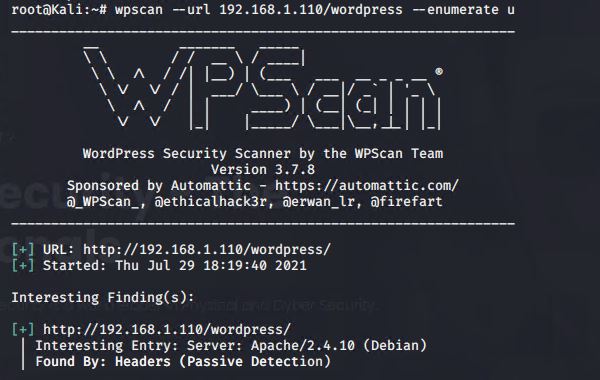 root@Kali:~# wpscan --url 192.168.1.110/wordpress --enumerate u
WPScan ®
WordPress Security Scanner by the WPScan Team
Version 3.7.8
Sponsored by Automattic - https://automattic.com/
@_WPScan_, @ethicalhack3r, @erwan_lr, @firefart
[+] URL: http://192.168.1.110/wordpress/
[+] Started: Thu Jul 29 18:19:40 2021
Interesting Finding(s):
[+] http://192.168.1.110/wordpress/
| Interesting Entry: Server: Apache/2.4.10 (Debian)
| Found By: Headers (Passive Detection)